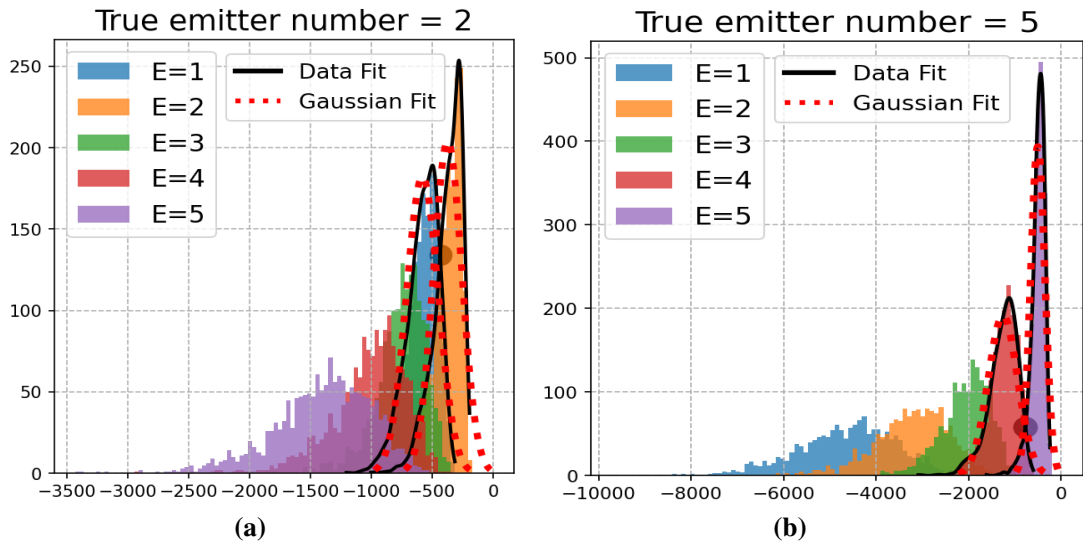 True emitter number = 2
E=1
E=2
E=3
E=4
E=5
Data Fit
Gaussian Fit
250
200
150
100
50
0
−3500 −3000 −2500 −2000 −1500 −1000 −500 0
(a)
True emitter number = 5
E=1
E=2
E=3
E=4
E=5
Data Fit
Gaussian Fit
500
400
300
200
100
0
−10000 −8000 −6000 −4000 −2000 0
(b)